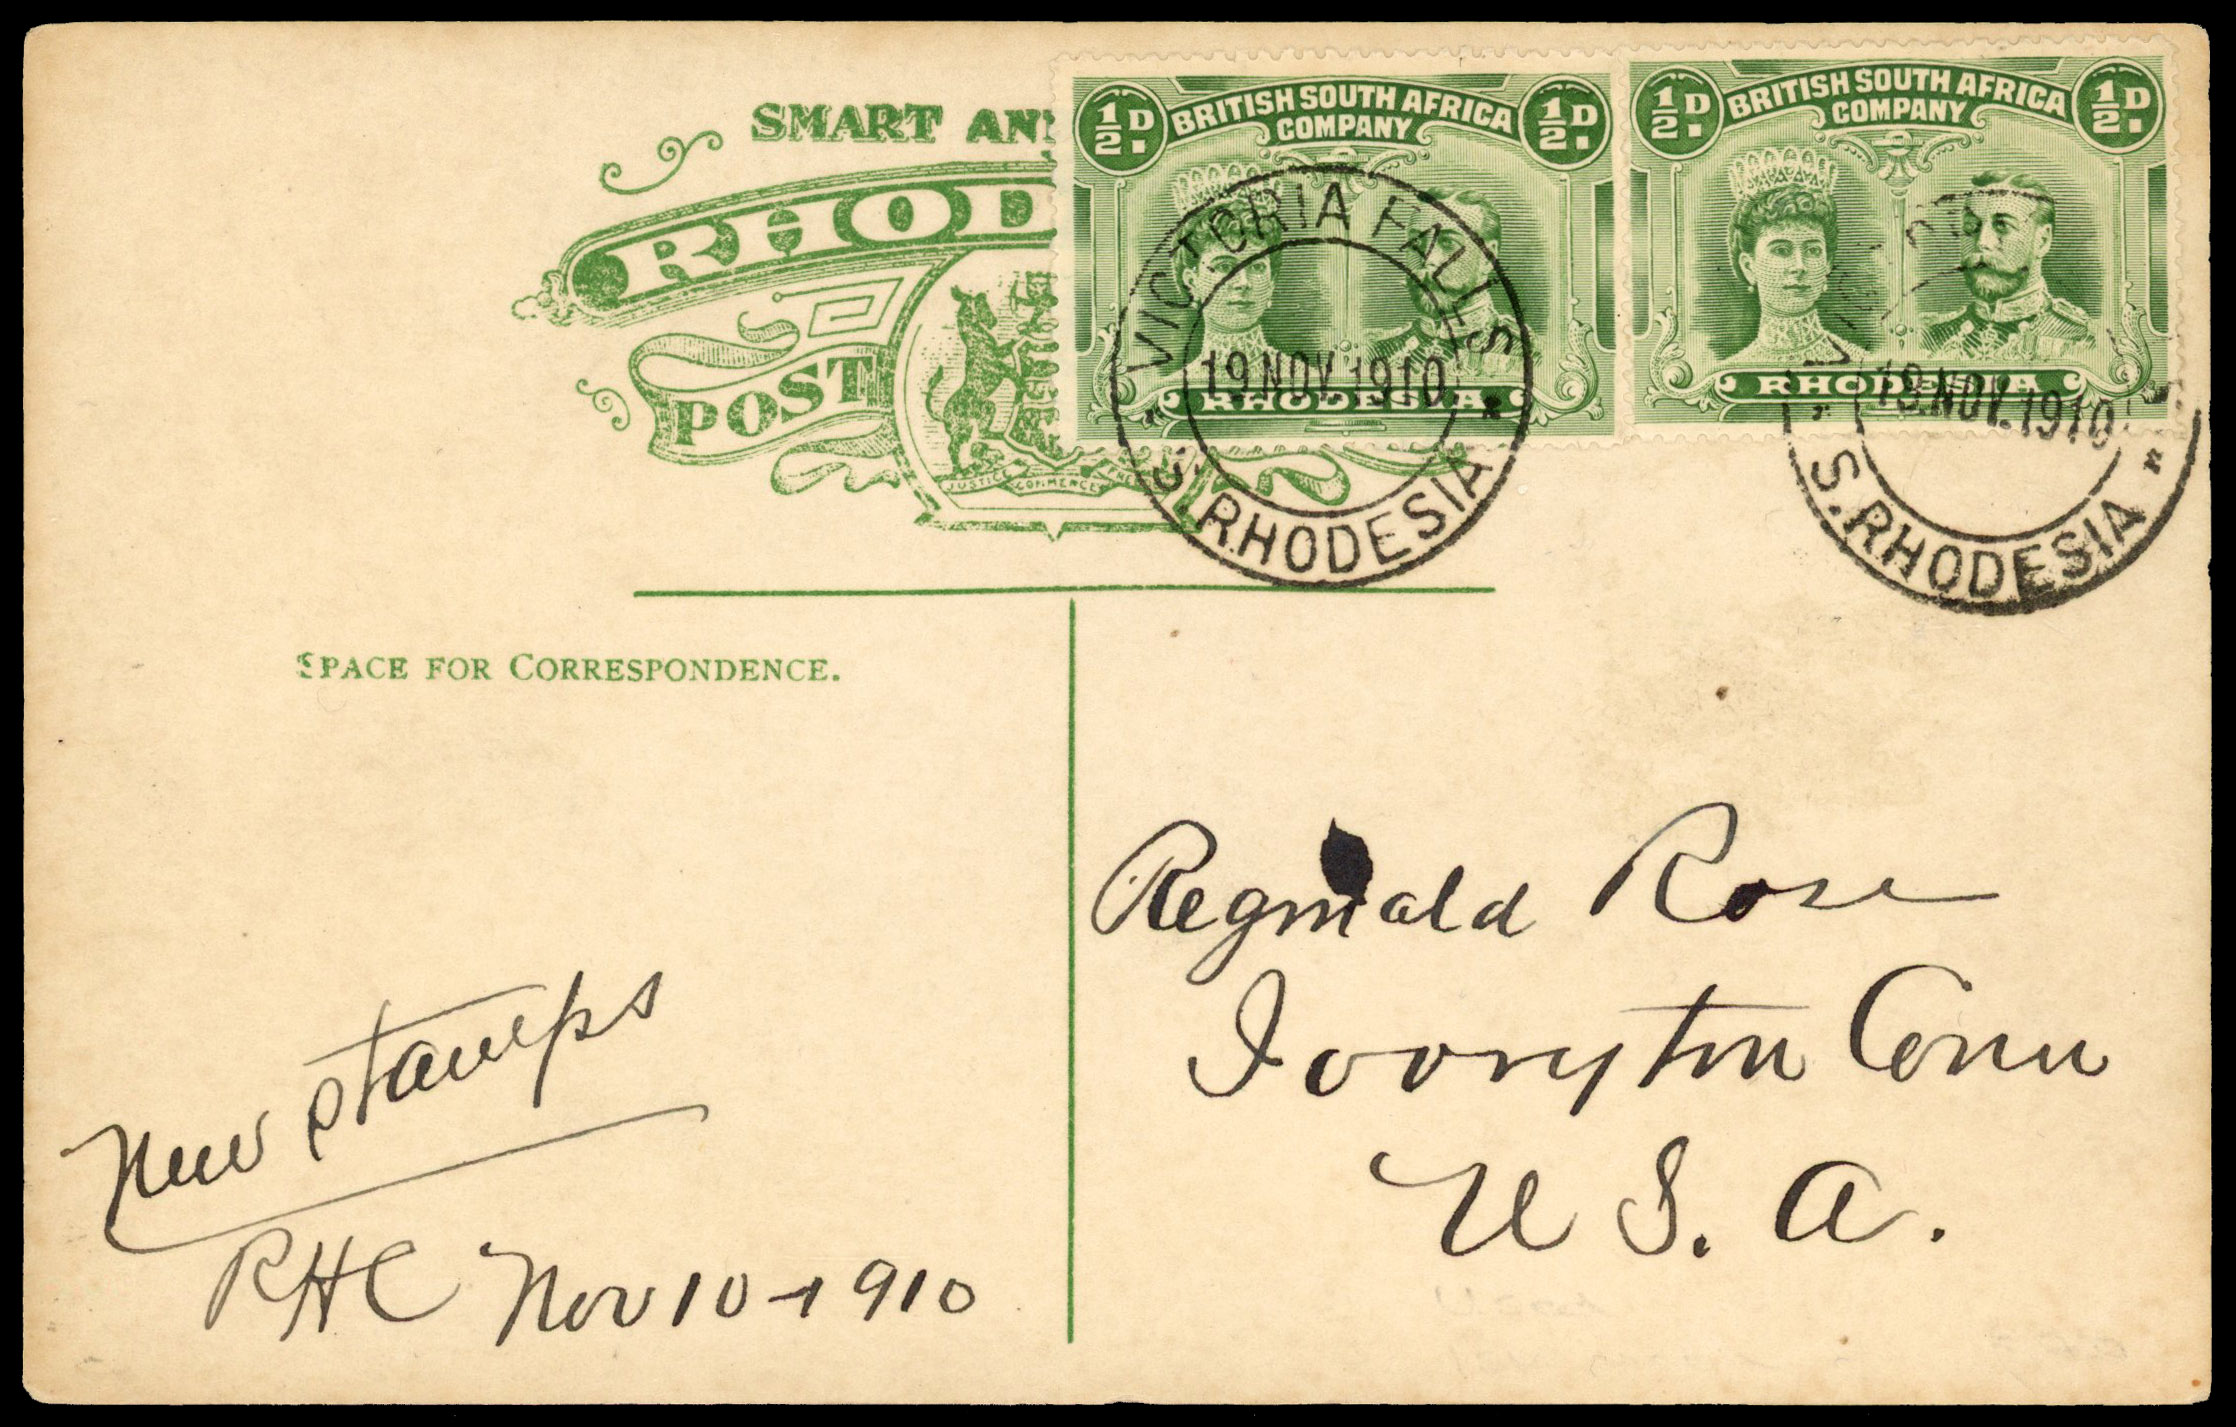 SMART AN
RHOD
POST
JUSTICE COMMERCE
½D. BRITISH SOUTH AFRICA COMPANY ½D.
RHODESIA
½D. BRITISH SOUTH AFRICA COMPANY ½D.
RHODESIA
VICTORIA FALLS
19.NOV.1910
S.RHODESIA
19.NOV.1910
S.RHODESIA
SPACE FOR CORRESPONDENCE.
Reginald Rose
Ivoryton Conn
U S. A.
New stamps
RHC Nov 10-1910